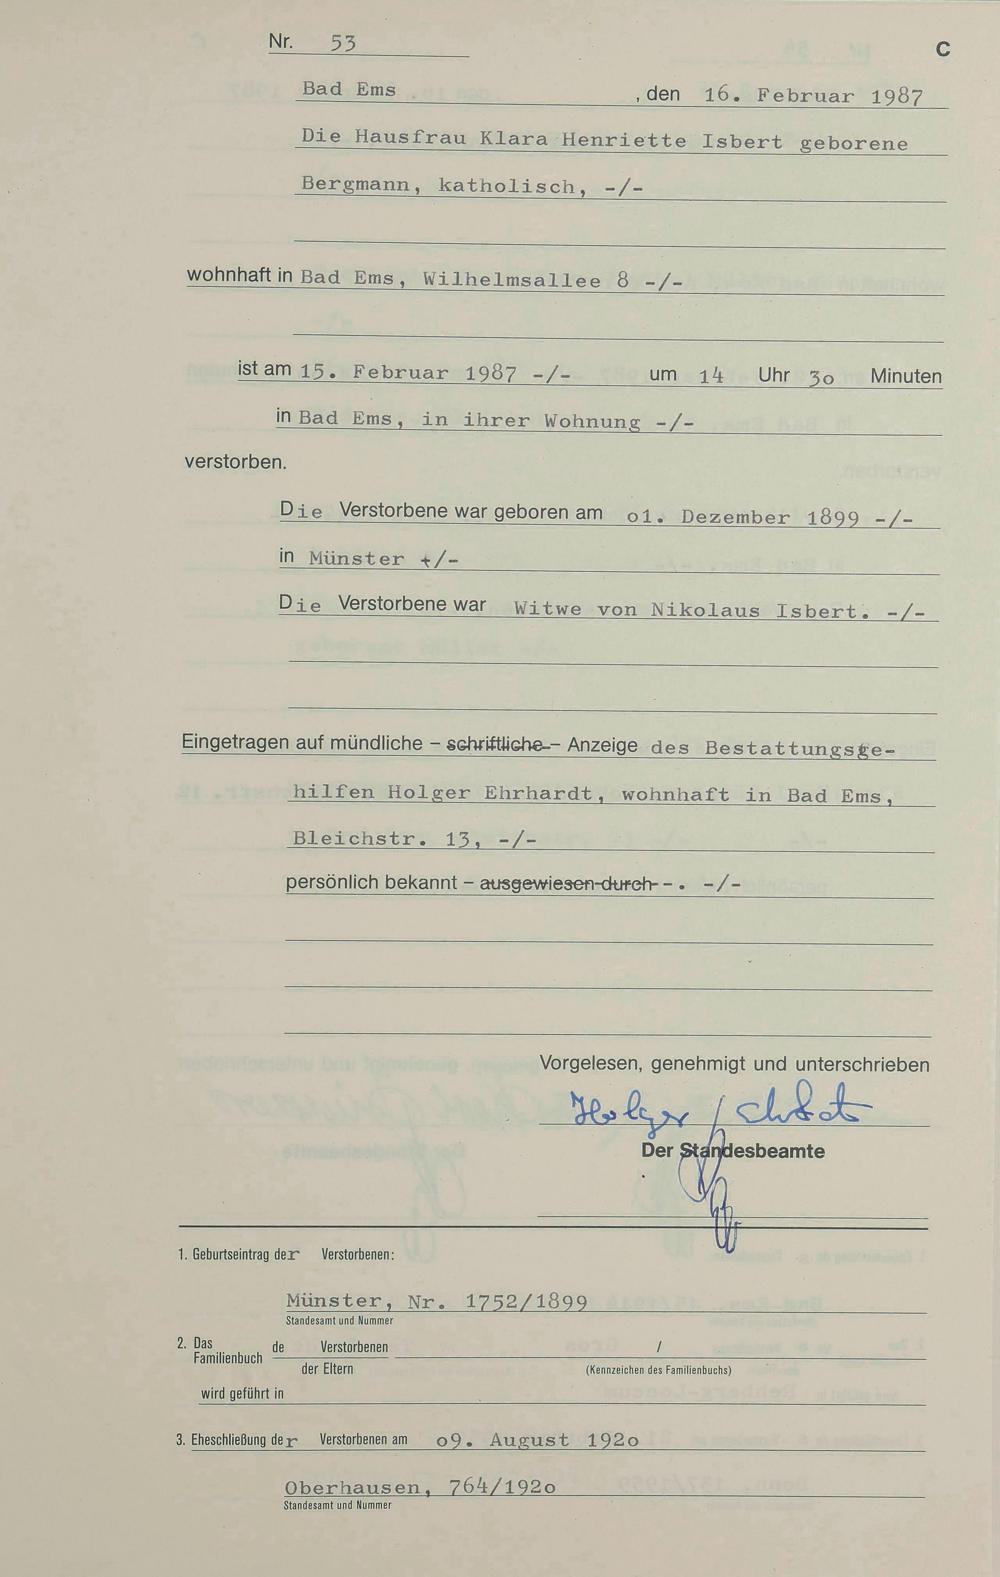 Nr. 53
C
Bad Ems, den 16. Februar 1987
Die Hausfrau Klara Henriette Isbert geborene
Bergmann, katholisch, -/-
wohnhaft in Bad Ems, Wilhelmsallee 8 -/-
ist am 15. Februar 1987 -/- um 14 Uhr 3o Minuten
in Bad Ems, in ihrer Wohnung -/-
verstorben.
Die Verstorbene war geboren am o1. Dezember 1899 -/-
in Münster +/-
Die Verstorbene war Witwe von Nikolaus Isbert. -/-
Eingetragen auf mündliche – schriftliche – Anzeige des Bestattungsge-
hilfen Holger Ehrhardt, wohnhaft in Bad Ems,
Bleichstr. 13, -/-
persönlich bekannt – ausgewiesen durch - - . -/-
Vorgelesen, genehmigt und unterschrieben
Holger
Der Standesbeamte
1. Geburtseintrag der Verstorbenen:
Münster, Nr. 1752/1899
Standesamt und Nummer
2. Das Familienbuch de Verstorbenen /
der Eltern (Kennzeichen des Familienbuchs)
wird geführt in
3. Eheschließung der Verstorbenen am o9. August 192o
Oberhausen, 764/192o
Standesamt und Nummer